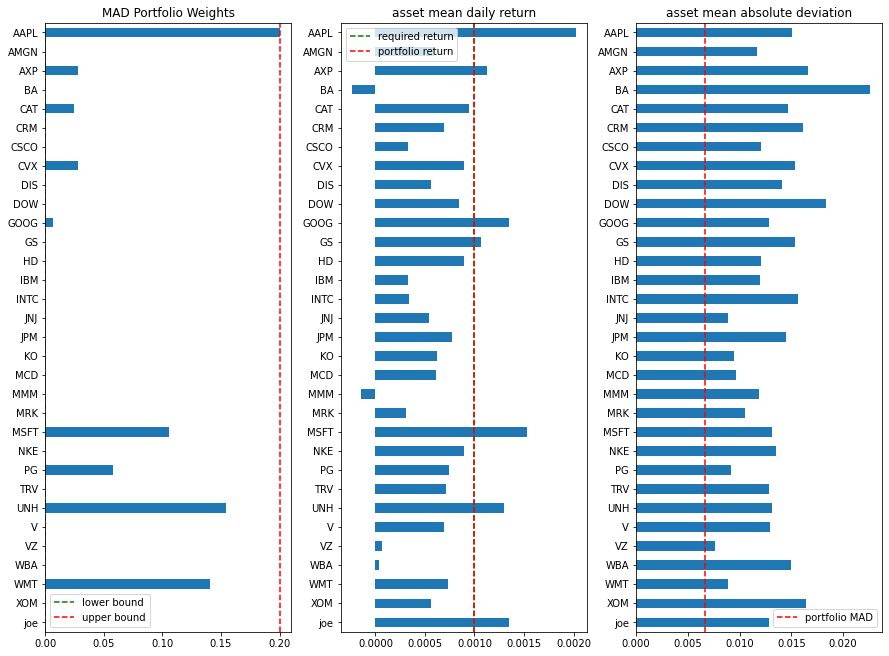 MAD Portfolio Weights
AAPL
AMGN
AXP
BA
CAT
CRM
CSCO
CVX
DIS
DOW
GOOG
GS
HD
IBM
INTC
JNJ
JPM
KO
MCD
MMM
MRK
MSFT
NKE
PG
TRV
UNH
V
VZ
WBA
WMT
XOM
joe
lower bound
upper bound
0.00 0.05 0.10 0.15 0.20
asset mean daily return
required return
portfolio return
AAPL
AMGN
AXP
BA
CAT
CRM
CSCO
CVX
DIS
DOW
GOOG
GS
HD
IBM
INTC
JNJ
JPM
KO
MCD
MMM
MRK
MSFT
NKE
PG
TRV
UNH
V
VZ
WBA
WMT
XOM
joe
0.0000 0.0005 0.0010 0.0015 0.0020
asset mean absolute deviation
AAPL
AMGN
AXP
BA
CAT
CRM
CSCO
CVX
DIS
DOW
GOOG
GS
HD
IBM
INTC
JNJ
JPM
KO
MCD
MMM
MRK
MSFT
NKE
PG
TRV
UNH
V
VZ
WBA
WMT
XOM
joe
portfolio MAD
0.000 0.005 0.010 0.015 0.020